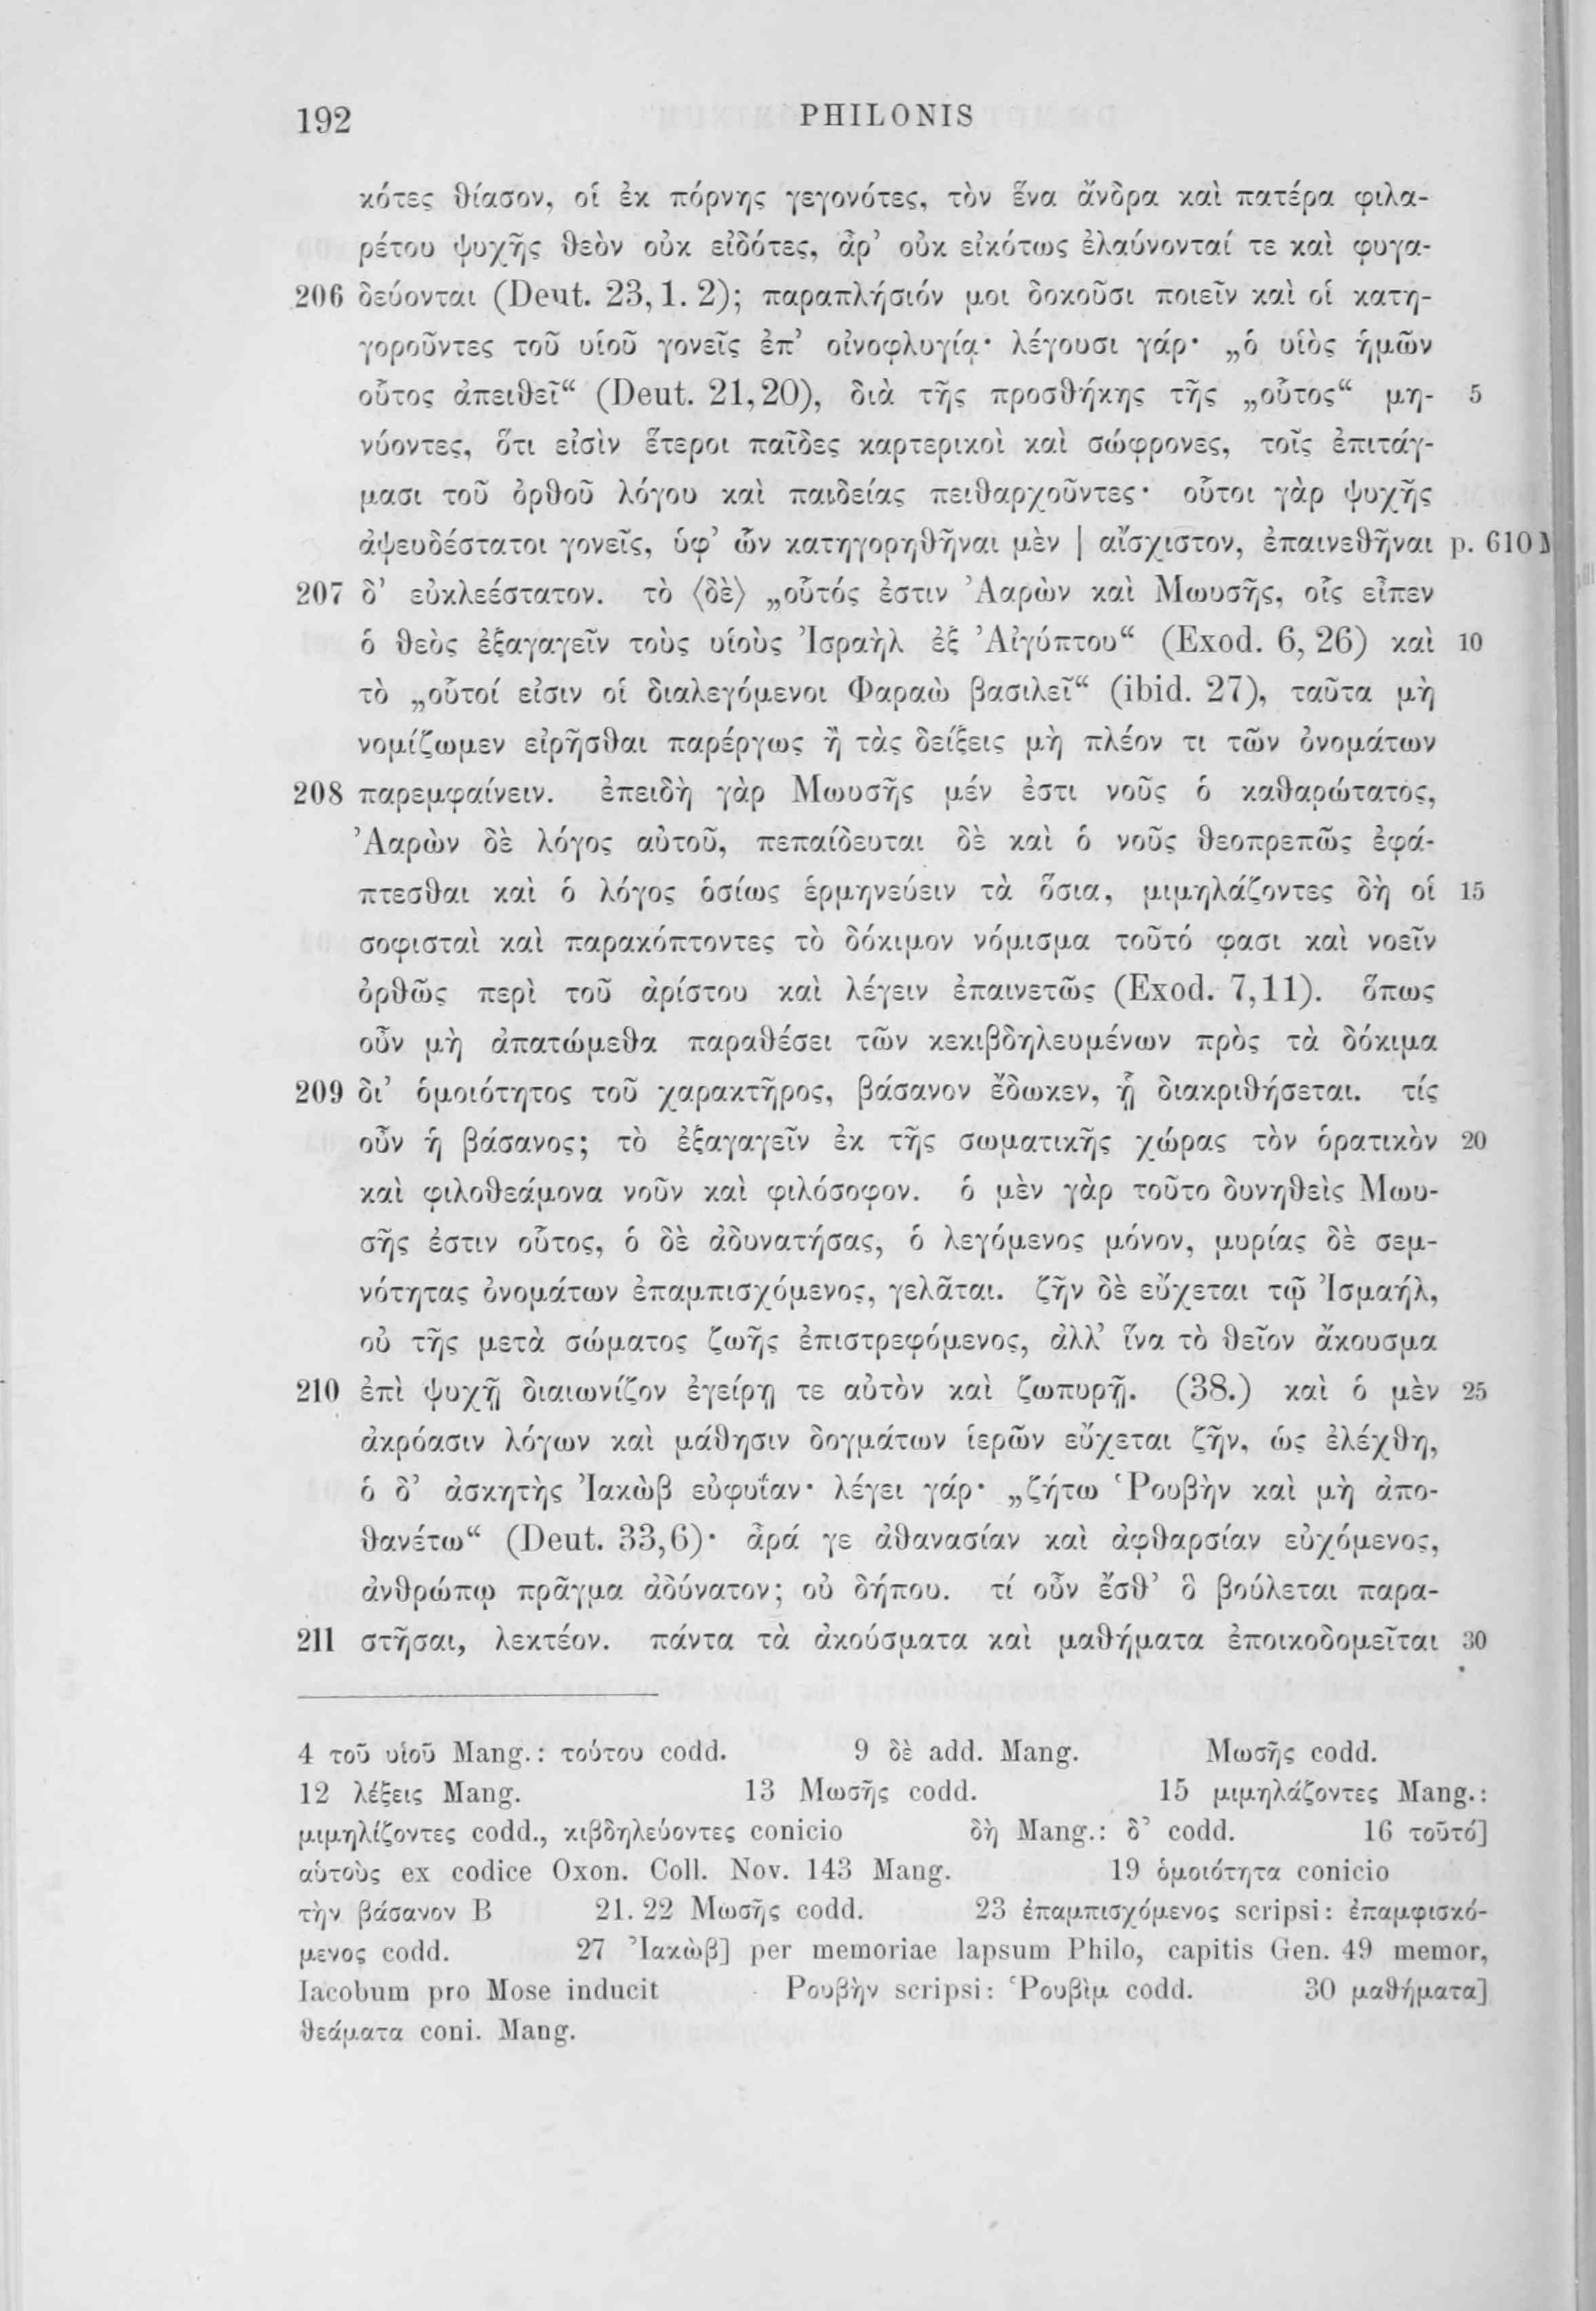 192 PHILONIS
κότες θίασον, οἱ ἐκ πόρνης γεγονότες, τὸν ἕνα ἄνδρα καὶ πατέρα φιλα-
ρέτου ψυχῆς θεὸν οὐκ εἰδότες, ἆρ’ οὐκ εἰκότως ἐλαύνονταί τε καὶ φυγα-
206 δεύονται (Deut. 23, 1. 2); παραπλήσιόν μοι δοκοῦσι ποιεῖν καὶ οἱ κατη-
γοροῦντες τοῦ υἱοῦ γονεῖς ἐπ’ οἰνοφλυγίᾳ· λέγουσι γάρ· „ὁ υἱὸς ἡμῶν
οὗτος ἀπειθεῖ“ (Deut. 21, 20), διὰ τῆς προσθήκης τῆς „οὗτος“ μη- 5
νύοντες, ὅτι εἰσὶν ἕτεροι παῖδες καρτερικοὶ καὶ σώφρονες, τοῖς ἐπιτάγ-
μασι τοῦ ὀρθοῦ λόγου καὶ παιδείας πειθαρχοῦντες· οὗτοι γὰρ ψυχῆς
ἀψευδέστατοι γονεῖς, ὑφ’ ὧν κατηγορηθῆναι μὲν | αἴσχιστον, ἐπαινεθῆναι p. 610 M
207 δ’ εὐκλεέστατον. τὸ ⟨δὲ⟩ „οὗτός ἐστιν Ἀαρὼν καὶ Μωυσῆς, οἷς εἶπεν
ὁ θεὸς ἐξαγαγεῖν τοὺς υἱοὺς Ἰσραὴλ ἐξ Αἰγύπτου“ (Exod. 6, 26) καὶ 10
τὸ „οὗτοί εἰσιν οἱ διαλεγόμενοι Φαραὼ βασιλεῖ“ (ibid. 27), ταῦτα μὴ
νομίζωμεν εἰρῆσθαι παρέργως ἢ τὰς δείξεις μὴ πλέον τι τῶν ὀνομάτων
208 παρεμφαίνειν. ἐπειδὴ γὰρ Μωυσῆς μέν ἐστι νοῦς ὁ καθαρώτατος,
Ἀαρὼν δὲ λόγος αὐτοῦ, πεπαίδευται δὲ καὶ ὁ νοῦς θεοπρεπῶς ἐφά-
πτεσθαι καὶ ὁ λόγος ὁσίως ἑρμηνεύειν τὰ ὅσια, μιμηλάζοντες δὴ οἱ 15
σοφισταὶ καὶ παρακόπτοντες τὸ δόκιμον νόμισμα τοῦτό φασι καὶ νοεῖν
ὀρθῶς περὶ τοῦ ἀρίστου καὶ λέγειν ἐπαινετῶς (Exod. 7, 11). ὅπως
οὖν μὴ ἀπατώμεθα παραθέσει τῶν κεκιβδηλευμένων πρὸς τὰ δόκιμα
209 δι’ ὁμοιότητος τοῦ χαρακτῆρος, βάσανον ἔδωκεν, ᾗ διακριθήσεται. τίς
οὖν ἡ βάσανος; τὸ ἐξαγαγεῖν ἐκ τῆς σωματικῆς χώρας τὸν ὁρατικὸν 20
καὶ φιλοθεάμονα νοῦν καὶ φιλόσοφον. ὁ μὲν γὰρ τοῦτο δυνηθεὶς Μωυ-
σῆς ἐστιν οὗτος, ὁ δὲ ἀδυνατήσας, ὁ λεγόμενος μόνον, μυρίας δὲ σεμ-
νότητας ὀνομάτων ἐπαμπισχόμενος, γελᾶται. ζῆν δὲ εὔχεται τῷ Ἰσμαήλ,
οὐ τῆς μετὰ σώματος ζωῆς ἐπιστρεφόμενος, ἀλλ’ ἵνα τὸ θεῖον ἄκουσμα
210 ἐπὶ ψυχῇ διαιωνίζον ἐγείρῃ τε αὐτὸν καὶ ζωπυρῇ. (38.) καὶ ὁ μὲν 25
ἀκρόασιν λόγων καὶ μάθησιν δογμάτων ἱερῶν εὔχεται ζῆν, ὡς ἐλέχθη,
ὁ δ’ ἀσκητὴς Ἰακὼβ εὐφυΐαν· λέγει γάρ· „ζήτω Ῥουβὴν καὶ μὴ ἀπο-
θανέτω“ (Deut. 33, 6)· ἆρά γε ἀθανασίαν καὶ ἀφθαρσίαν εὐχόμενος,
ἀνθρώπῳ πρᾶγμα ἀδύνατον; οὐ δήπου. τί οὖν ἔσθ’ ὃ βούλεται παρα-
211 στῆσαι, λεκτέον. πάντα τὰ ἀκούσματα καὶ μαθήματα ἐποικοδομεῖται 30
4 τοῦ υἱοῦ Mang.: τούτου codd. 9 δὲ add. Mang. Μωσῆς codd.
12 λέξεις Mang. 13 Μωσῆς codd. 15 μιμηλάζοντες Mang.:
μιμηλίζοντες codd., κιβδηλεύοντες conicio δὴ Mang.: δ’ codd. 16 τοῦτό]
αὑτοὺς ex codice Oxon. Coll. Nov. 143 Mang. 19 ὁμοιότητα conicio
τὴν βάσανον B 21. 22 Μωσῆς codd. 23 ἐπαμπισχόμενος scripsi: ἐπαμφισκό-
μενος codd. 27 Ἰακὼβ] per memoriae lapsum Philo, capitis Gen. 49 memor,
Iacobum pro Mose inducit Ρουβὴν scripsi: Ῥουβὶμ codd. 30 μαθήματα]
θεάματα coni. Mang.